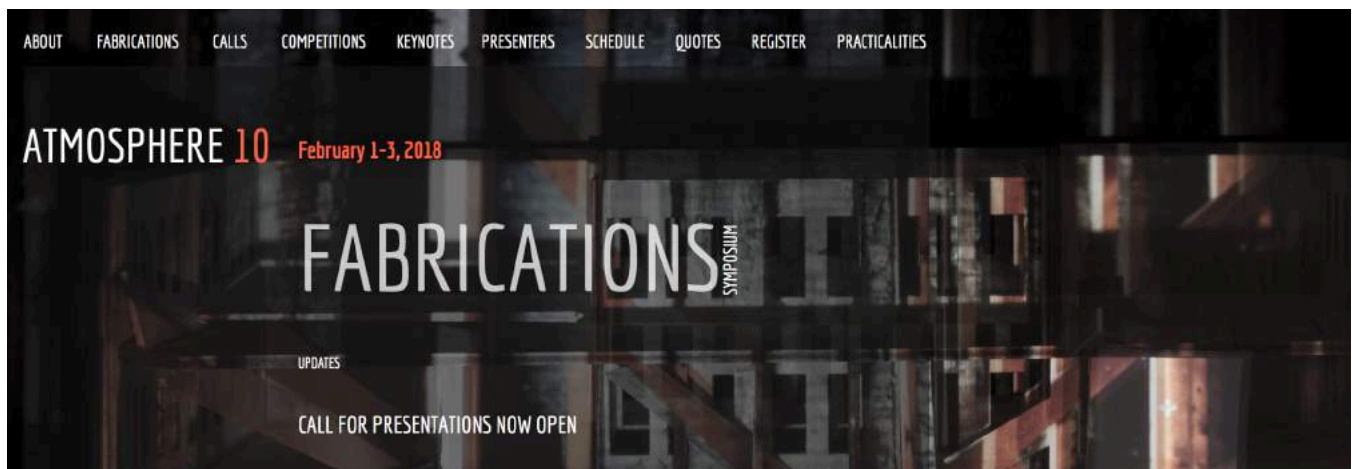 ABOUT FABRICATIONS CALLS COMPETITIONS KEYNOTES PRESENTERS SCHEDULE QUOTES REGISTER PRACTICALITIES
ATMOSPHERE 10 February 1-3, 2018
FABRICATIONS SYMPOSIUM
UPDATES
CALL FOR PRESENTATIONS NOW OPEN